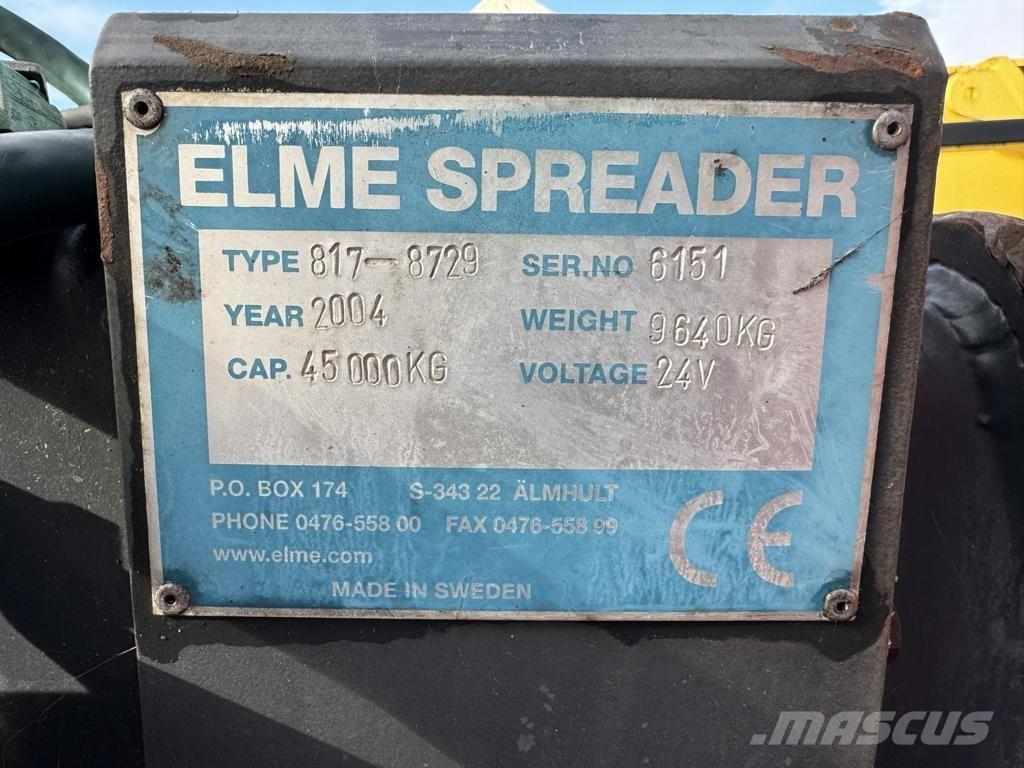 ELME SPREADER
TYPE 817-8729 SER.NO 6151
YEAR 2004 WEIGHT 9640KG
CAP. 45000KG VOLTAGE 24V
P.O. BOX 174 S-343 22 ÄLMHULT
PHONE 0476-558 00 FAX 0476-558 99
www.elme.com
MADE IN SWEDEN
CE
MASCUS